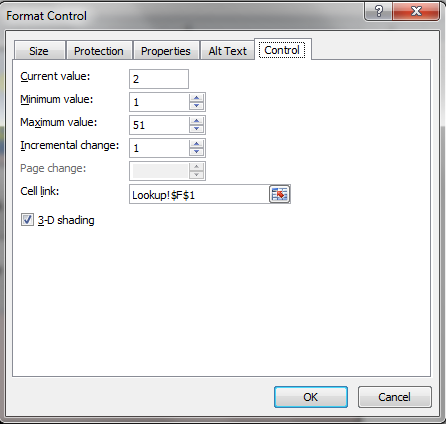 Format Control
Size Protection Properties Alt Text Control
Current value: 2
Minimum value: 1
Maximum value: 51
Incremental change: 1
Page change:
Cell link: Lookup!$F$1
3-D shading
OK Cancel